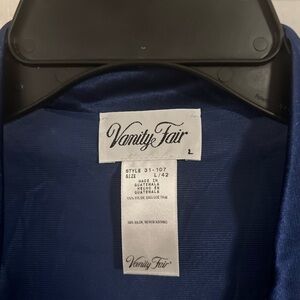 Vanity Fair
L
STYLE 31-107
SIZE L/42
MADE IN
GUATEMALA
HECHO EN
GUATEMALA
Vanity Fair